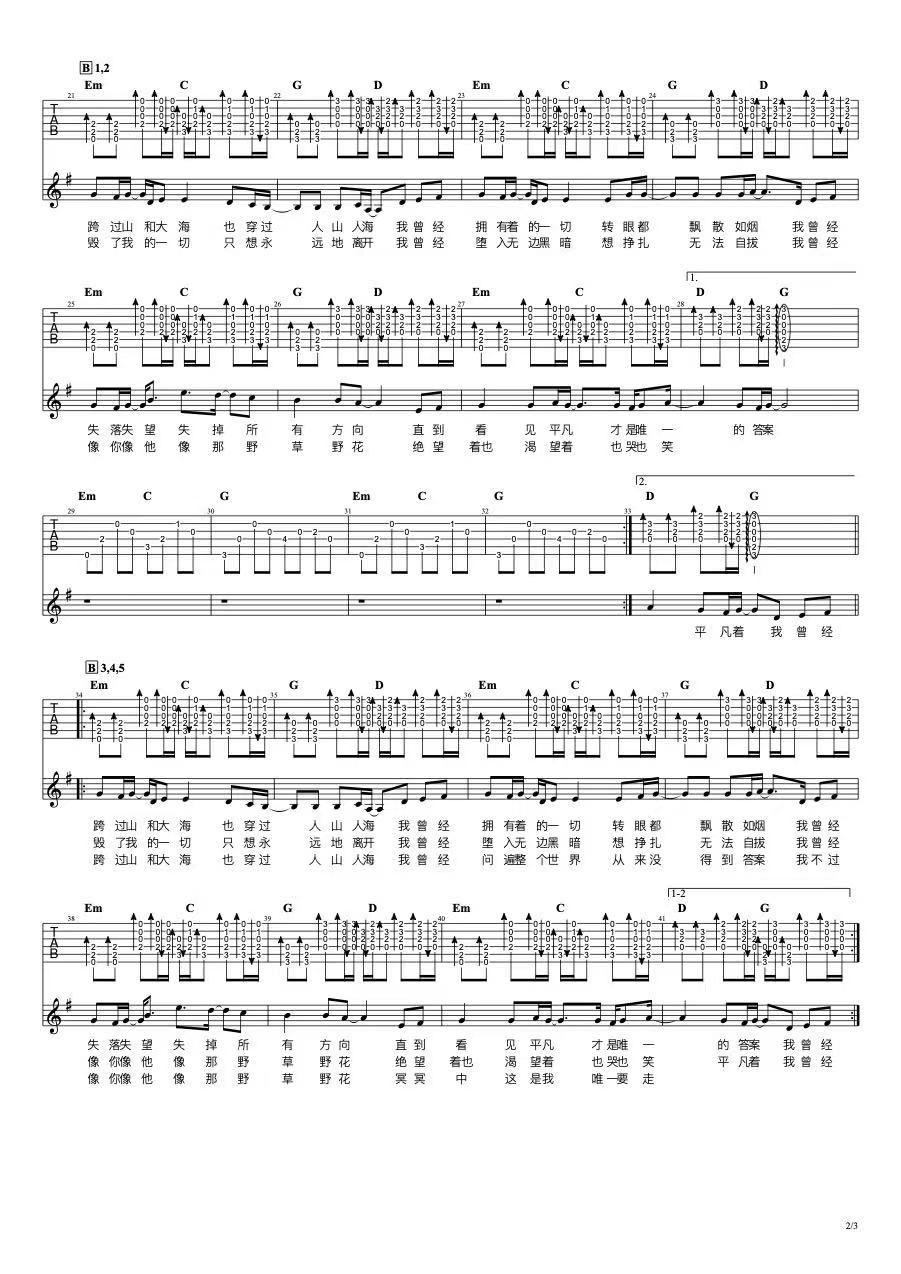 B 1,2
Em C G D Em C G D
21 22 23 24
跨 过山 和大 海 也 穿过 人 山 人海 我曾 经 拥 有着 的一 切 转 眼都 飘 散 如烟 我曾 经
毁 了我 的一 切 只 想永 远 地 离开 我曾 经 堕 入无 边黑 暗 想 挣扎 无 法 自拔 我曾 经
1.
Em C G D Em C D G
25 26 27 28
失 落失 望 失 掉 所 有 方 向 直 到 看 见 平凡 才 是唯 一 的 答案
像 你像 他 像 那 野 草 野 花 绝 望 着也 渴 望着 也 哭也 笑
2.
Em C G Em C G D G
29 30 31 32 33
平 凡着 我 曾 经
B 3,4,5
Em C G D Em C G D
34 35 36 37
跨 过山 和大 海 也 穿过 人 山 人海 我曾 经 拥 有着 的一 切 转 眼都 飘 散 如烟 我曾 经
毁 了我 的一 切 只 想永 远 地 离开 我曾 经 堕 入无 边黑 暗 想 挣扎 无 法 自拔 我曾 经
跨 过山 和大 海 也 穿过 人 山 人海 我曾 经 问 遍整 个世 界 从 来没 得 到 答案 我不 过
1-2
Em C G D Em C D G
38 39 40 41
失 落失 望 失 掉 所 有 方 向 直 到 看 见 平凡 才 是唯 一 的 答案 我 曾 经
像 你像 他 像 那 野 草 野 花 绝 望 着也 渴 望着 也 哭也 笑 平 凡着 我 曾 经
像 你像 他 像 那 野 草 野 花 冥 冥 中 这 是我 唯 一要 走
2/3